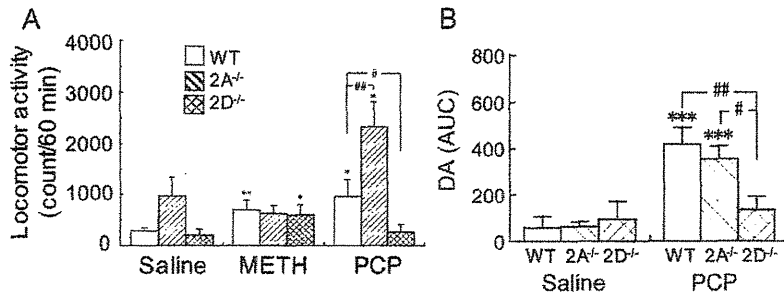 A
Locomotor activity
(count/60 min)
4000
3000
2000
1000
0
WT
2A-/-
2D-/-
**
*
*
##
*
#
Saline
METH
PCP
B
DA (AUC)
800
600
400
200
0
***
***
##
#
WT 2A-/- 2D-/-
WT 2A-/- 2D-/-
Saline
PCP